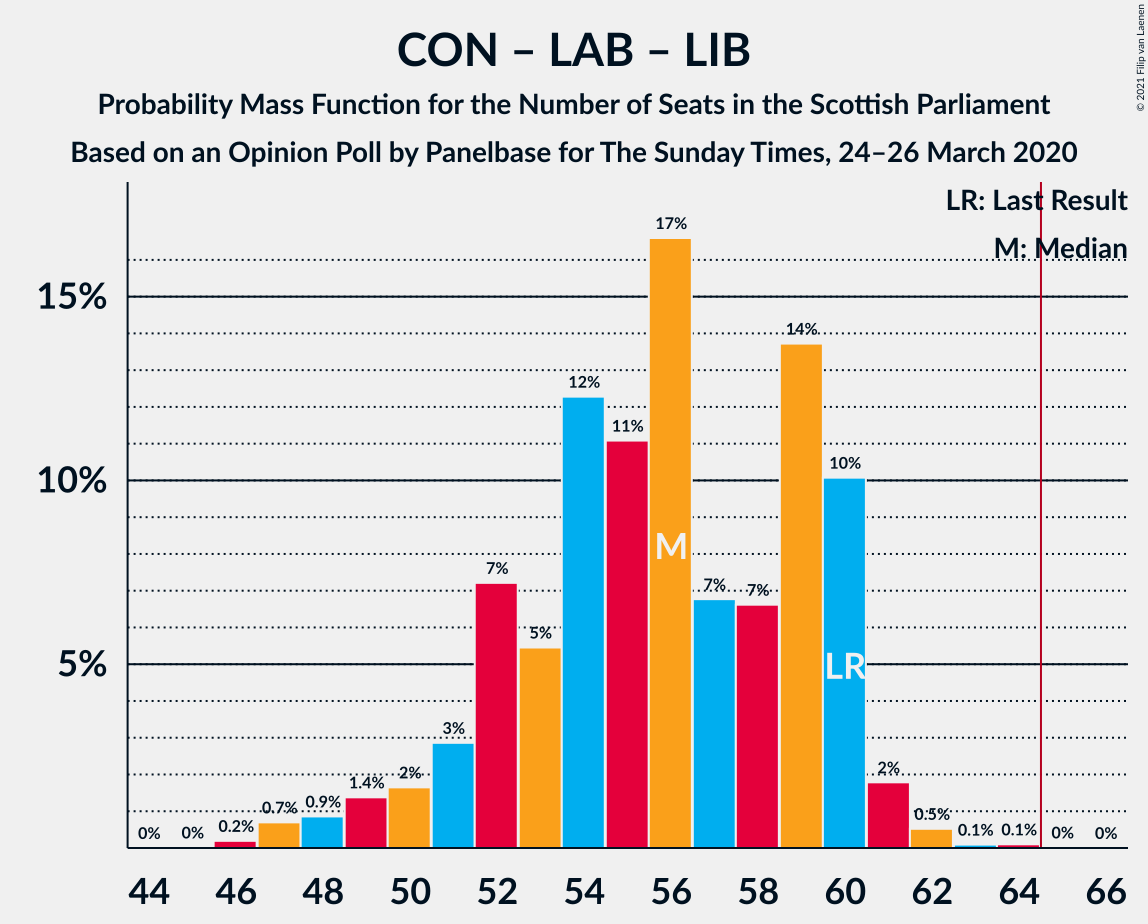 CON – LAB – LIB
Probability Mass Function for the Number of Seats in the Scottish Parliament
Based on an Opinion Poll by Panelbase for The Sunday Times, 24–26 March 2020
© 2021 Filip van Laenen
LR: Last Result
M: Median
15%
10%
5%
0% 0% 0.2% 0.7% 0.9% 1.4% 2% 3% 7% 5% 12% 11% 17% 7% 7% 14% 10% 2% 0.5% 0.1% 0.1% 0% 0%
M
LR
44 46 48 50 52 54 56 58 60 62 64 66